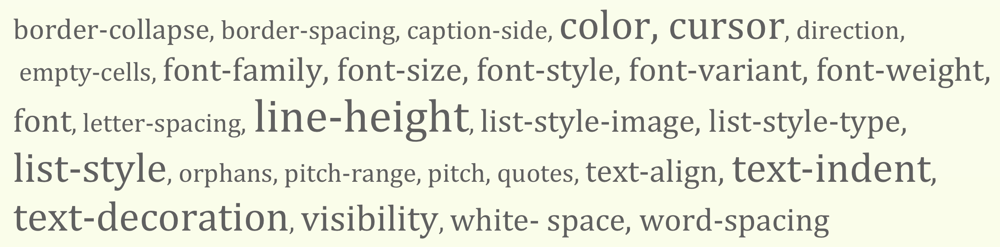 border-collapse, border-spacing, caption-side, color, cursor, direction,
empty-cells, font-family, font-size, font-style, font-variant, font-weight,
font, letter-spacing, line-height, list-style-image, list-style-type,
list-style, orphans, pitch-range, pitch, quotes, text-align, text-indent,
text-decoration, visibility, white- space, word-spacing